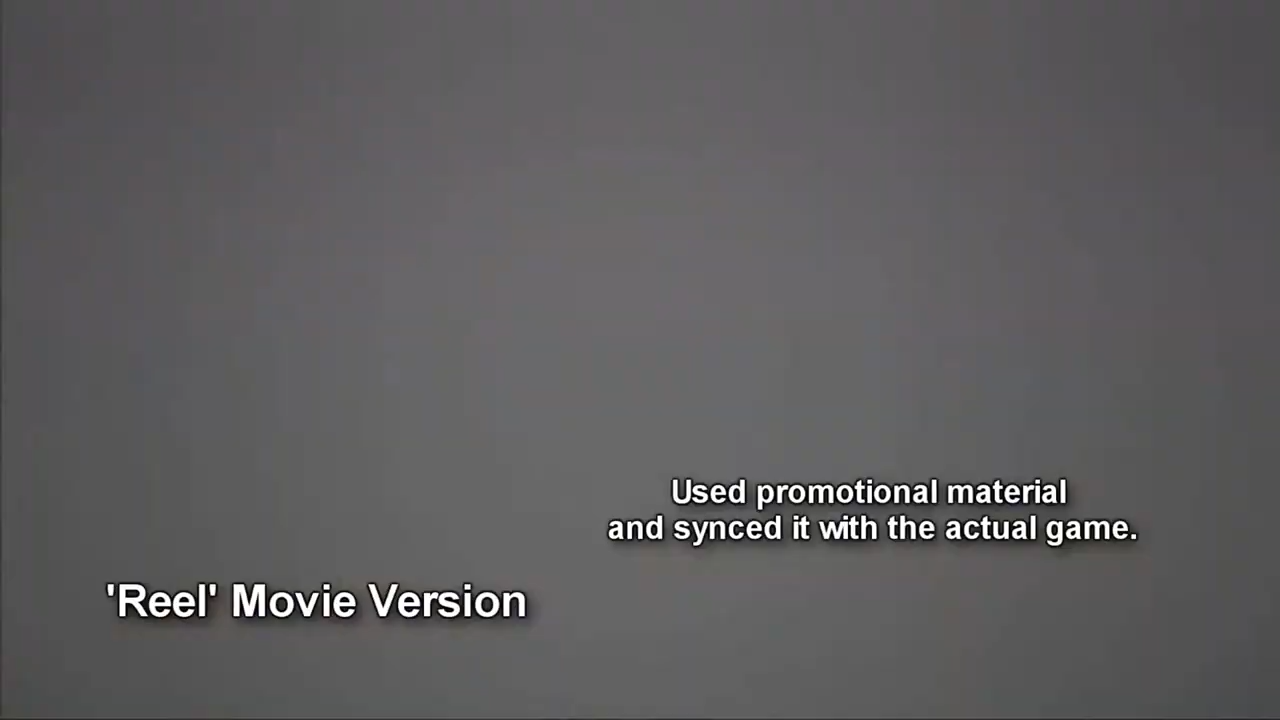 Used promotional material
and synced it with the actual game.
'Reel' Movie Version